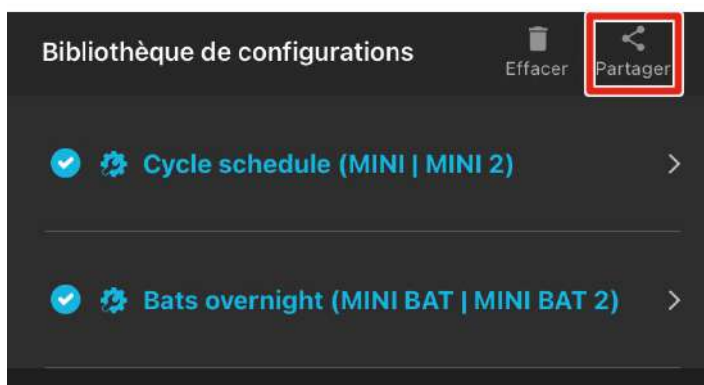 Bibliothèque de configurations
Effacer
Partager
Cycle schedule (MINI | MINI 2)
Bats overnight (MINI BAT | MINI BAT 2)